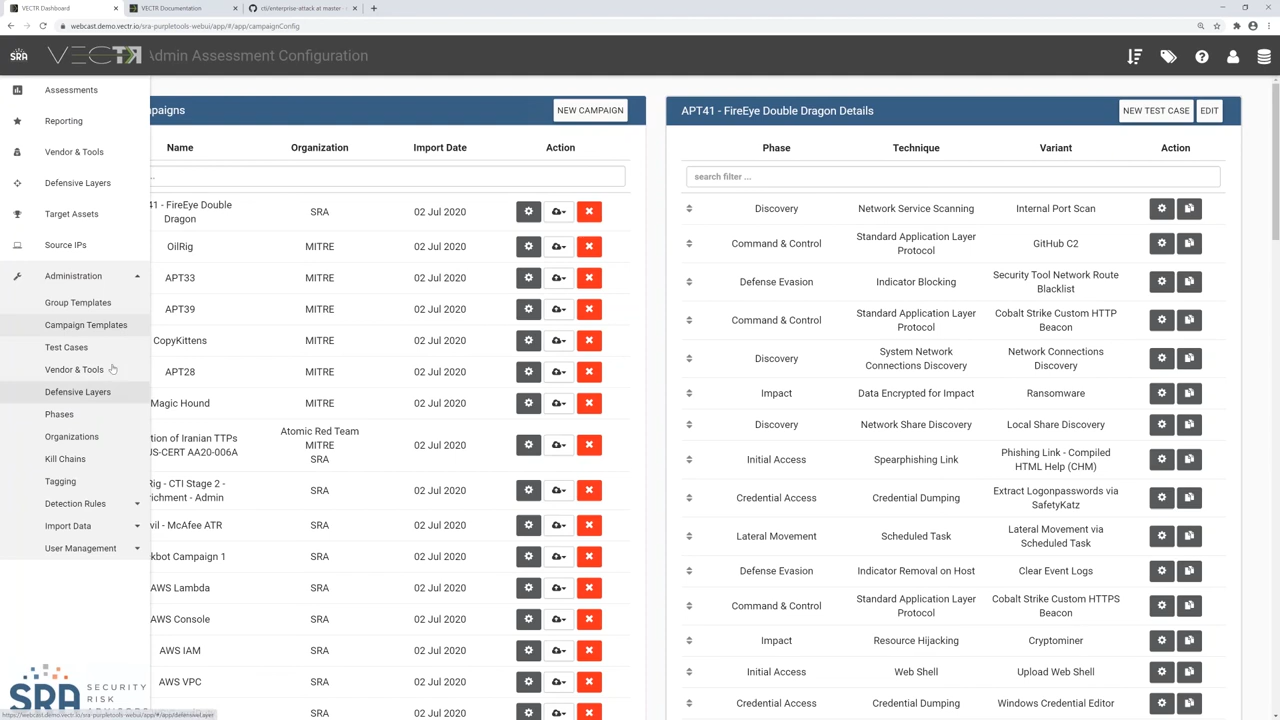 VECTR Dashboard
VECTR Documentation
cti/enterprise-attack at master ·
webcast.demo.vectr.io/sra-purpletools-webui/app/#/app/campaignConfig
SRA
VECTR
Admin Assessment Configuration
Assessments
Reporting
Vendor & Tools
Defensive Layers
Target Assets
Source IPs
Administration
Group Templates
Campaign Templates
Test Cases
Vendor & Tools
Defensive Layers
Phases
Organizations
Kill Chains
Tagging
Detection Rules
Import Data
User Management
SRA
SECURITY
RISK
https://webcast.demo.vectr.io/sra-purpletools-webui/app/#/app/defensiveLayer
paigns
NEW CAMPAIGN
Name Organization Import Date Action
...
41 - FireEye Double
Dragon
SRA 02 Jul 2020
OilRig MITRE 02 Jul 2020
APT33 MITRE 02 Jul 2020
APT39 MITRE 02 Jul 2020
CopyKittens MITRE 02 Jul 2020
APT28 MITRE 02 Jul 2020
Magic Hound MITRE 02 Jul 2020
tion of Iranian TTPs
JS-CERT AA20-006A
Atomic Red Team
MITRE
SRA
02 Jul 2020
Rig - CTI Stage 2 -
richment - Admin
SRA 02 Jul 2020
vil - McAfee ATR SRA 02 Jul 2020
kbot Campaign 1 SRA 02 Jul 2020
AWS Lambda SRA 02 Jul 2020
AWS Console SRA 02 Jul 2020
AWS IAM SRA 02 Jul 2020
AWS VPC SRA 02 Jul 2020
SRA 02 Jul 2020
APT41 - FireEye Double Dragon Details
NEW TEST CASE EDIT
Phase Technique Variant Action
search filter ...
Discovery Network Service Scanning Internal Port Scan
Command & Control Standard Application Layer
Protocol
GitHub C2
Defense Evasion Indicator Blocking Security Tool Network Route
Blacklist
Command & Control Standard Application Layer
Protocol
Cobalt Strike Custom HTTP
Beacon
Discovery System Network
Connections Discovery
Network Connections
Discovery
Impact Data Encrypted for Impact Ransomware
Discovery Network Share Discovery Local Share Discovery
Initial Access Spearphishing Link Phishing Link - Compiled
HTML Help (CHM)
Credential Access Credential Dumping Extract Logonpasswords via
SafetyKatz
Lateral Movement Scheduled Task Lateral Movement via
Scheduled Task
Defense Evasion Indicator Removal on Host Clear Event Logs
Command & Control Standard Application Layer
Protocol
Cobalt Strike Custom HTTPS
Beacon
Impact Resource Hijacking Cryptominer
Initial Access Web Shell Upload Web Shell
Credential Access Credential Dumping Windows Credential Editor